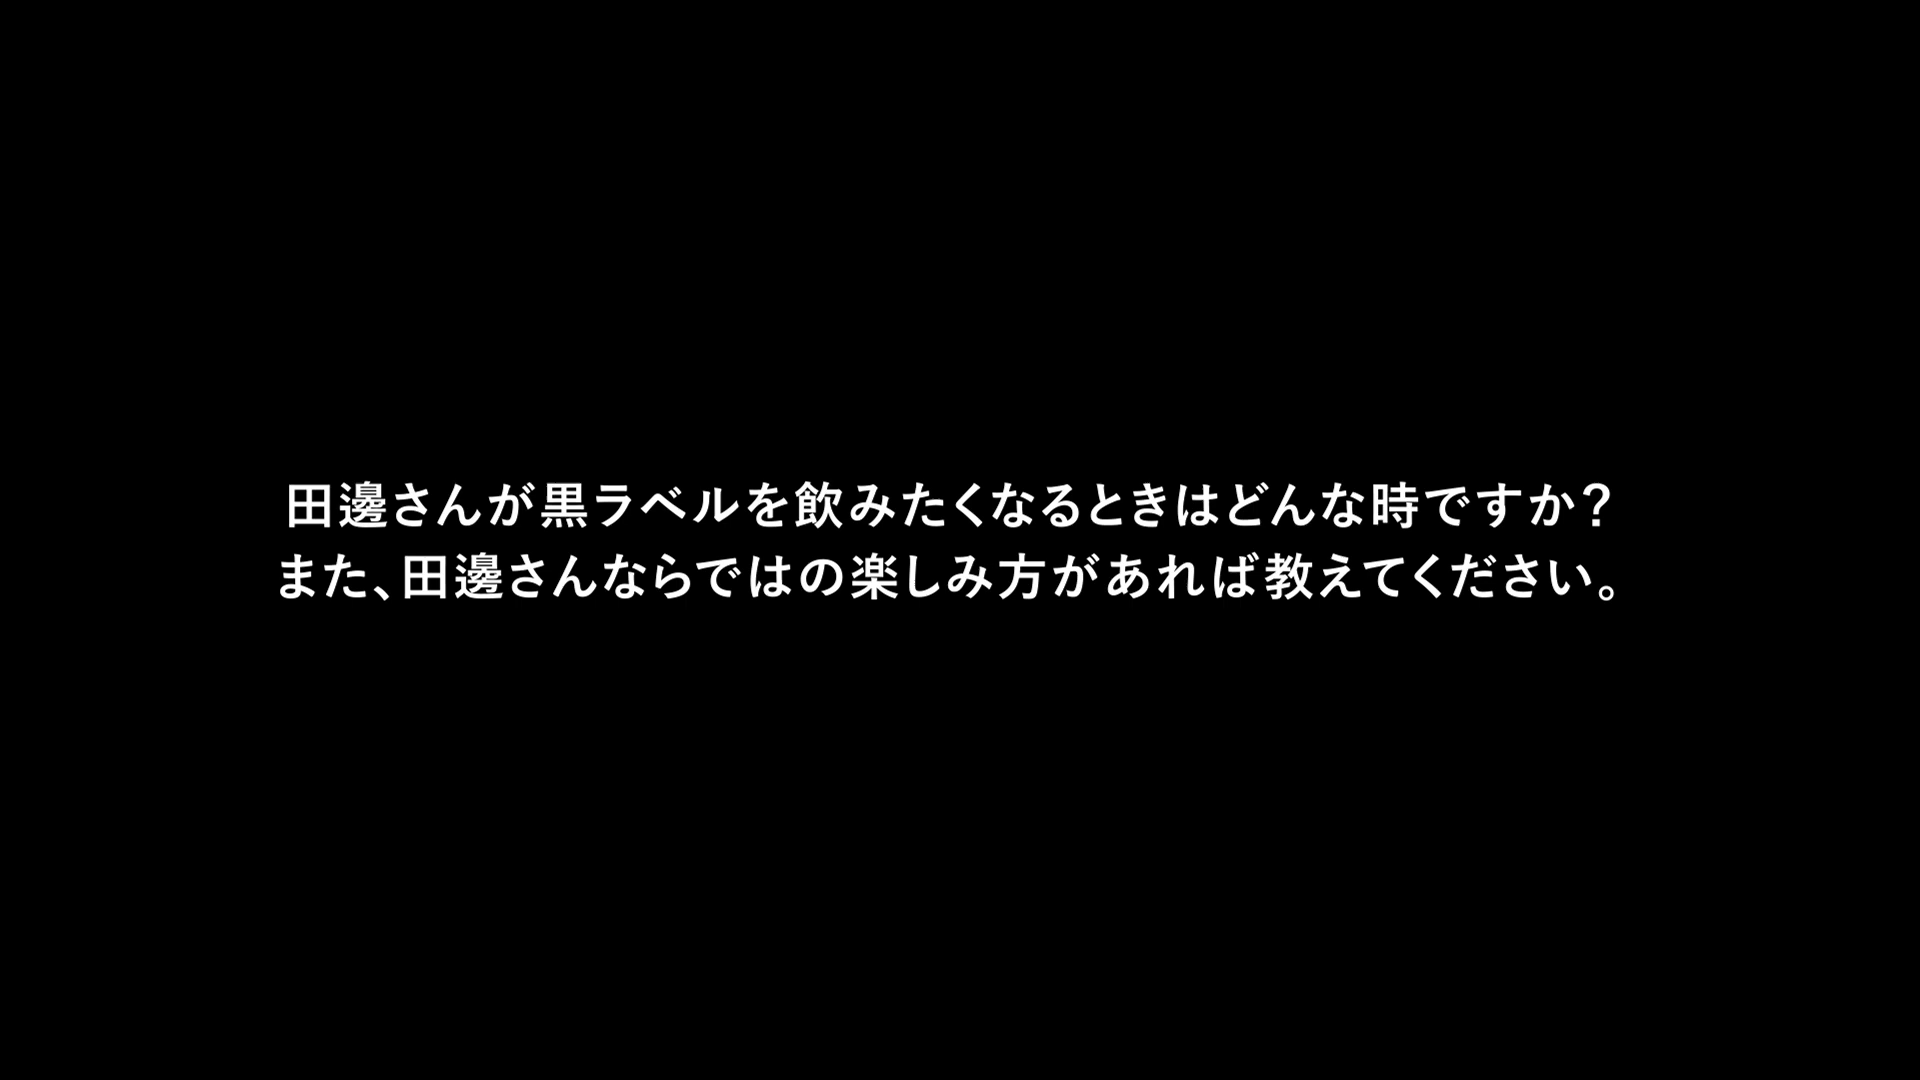 田邊さんが黒ラベルを飲みたくなるときはどんな時ですか？
また、田邊さんならではの楽しみ方があれば教えてください。